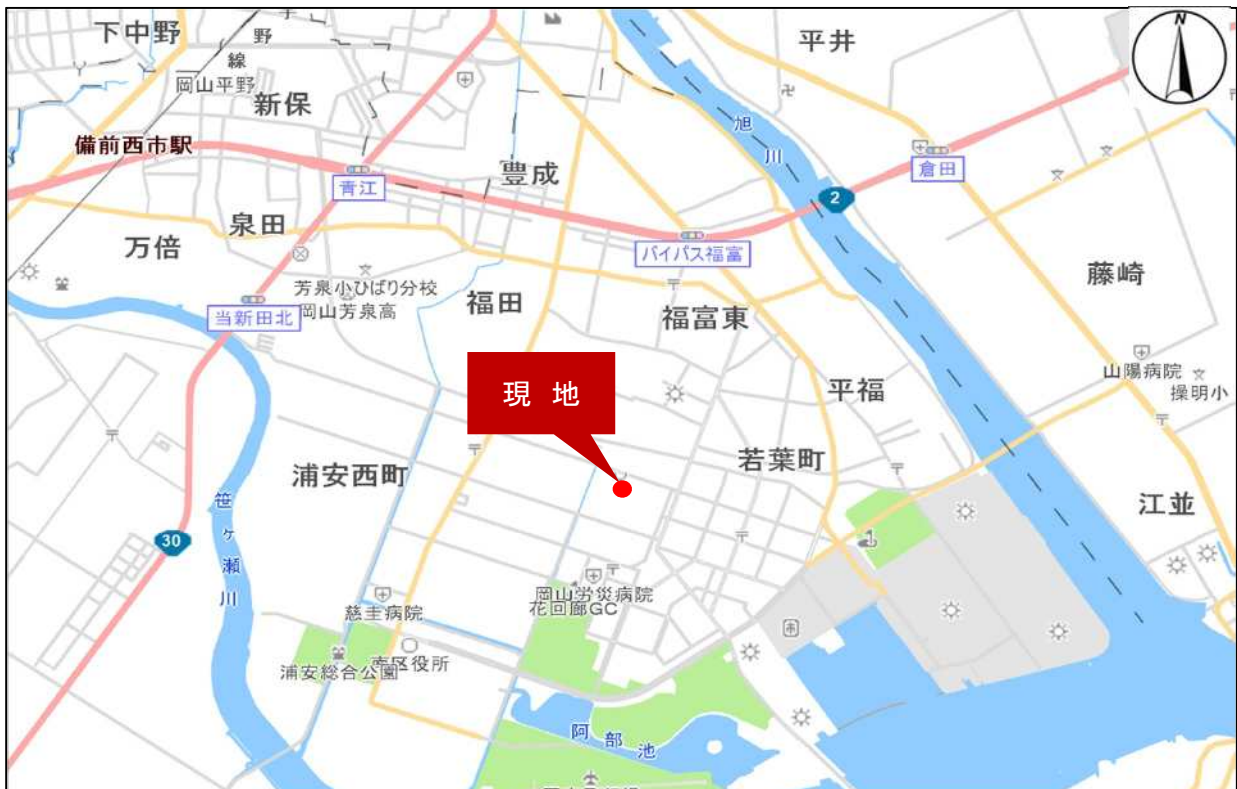 下中野
野
線
岡山平野
新保
備前西市駅
青江
豊成
平井
N
旭川
倉田
2
バイパス福富
泉田
万倍
芳泉小ひばり分校
岡山芳泉高
当新田北
福田
福富東
藤崎
山陽病院
操明小
現 地
平福
若葉町
浦安西町
江並
笹ヶ瀬川
30
岡山労災病院
花回廊GC
慈圭病院
南区役所
浦安総合公園
阿部池